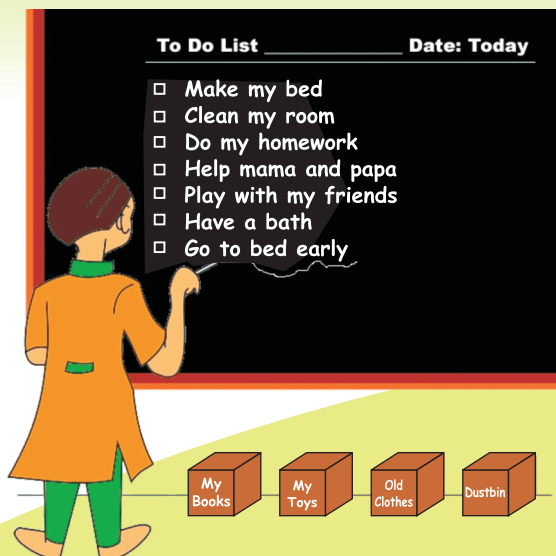 To Do List _______________ Date: Today
Make my bed
Clean my room
Do my homework
Help mama and papa
Play with my friends
Have a bath
Go to bed early
My
Books
My
Toys
Old
Clothes
Dustbin